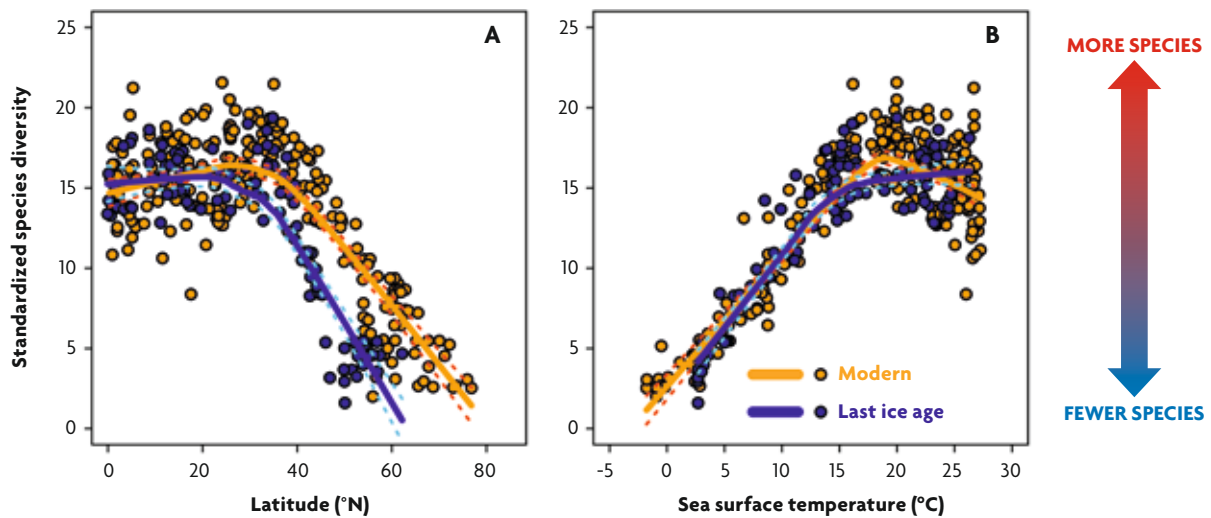 Standardized species diversity
25
20
15
10
5
0
A
0 20 40 60 80
Latitude (°N)
25
20
15
10
5
0
B
Modern
Last ice age
-5 0 5 10 15 20 25 30
Sea surface temperature (°C)
MORE SPECIES
FEWER SPECIES